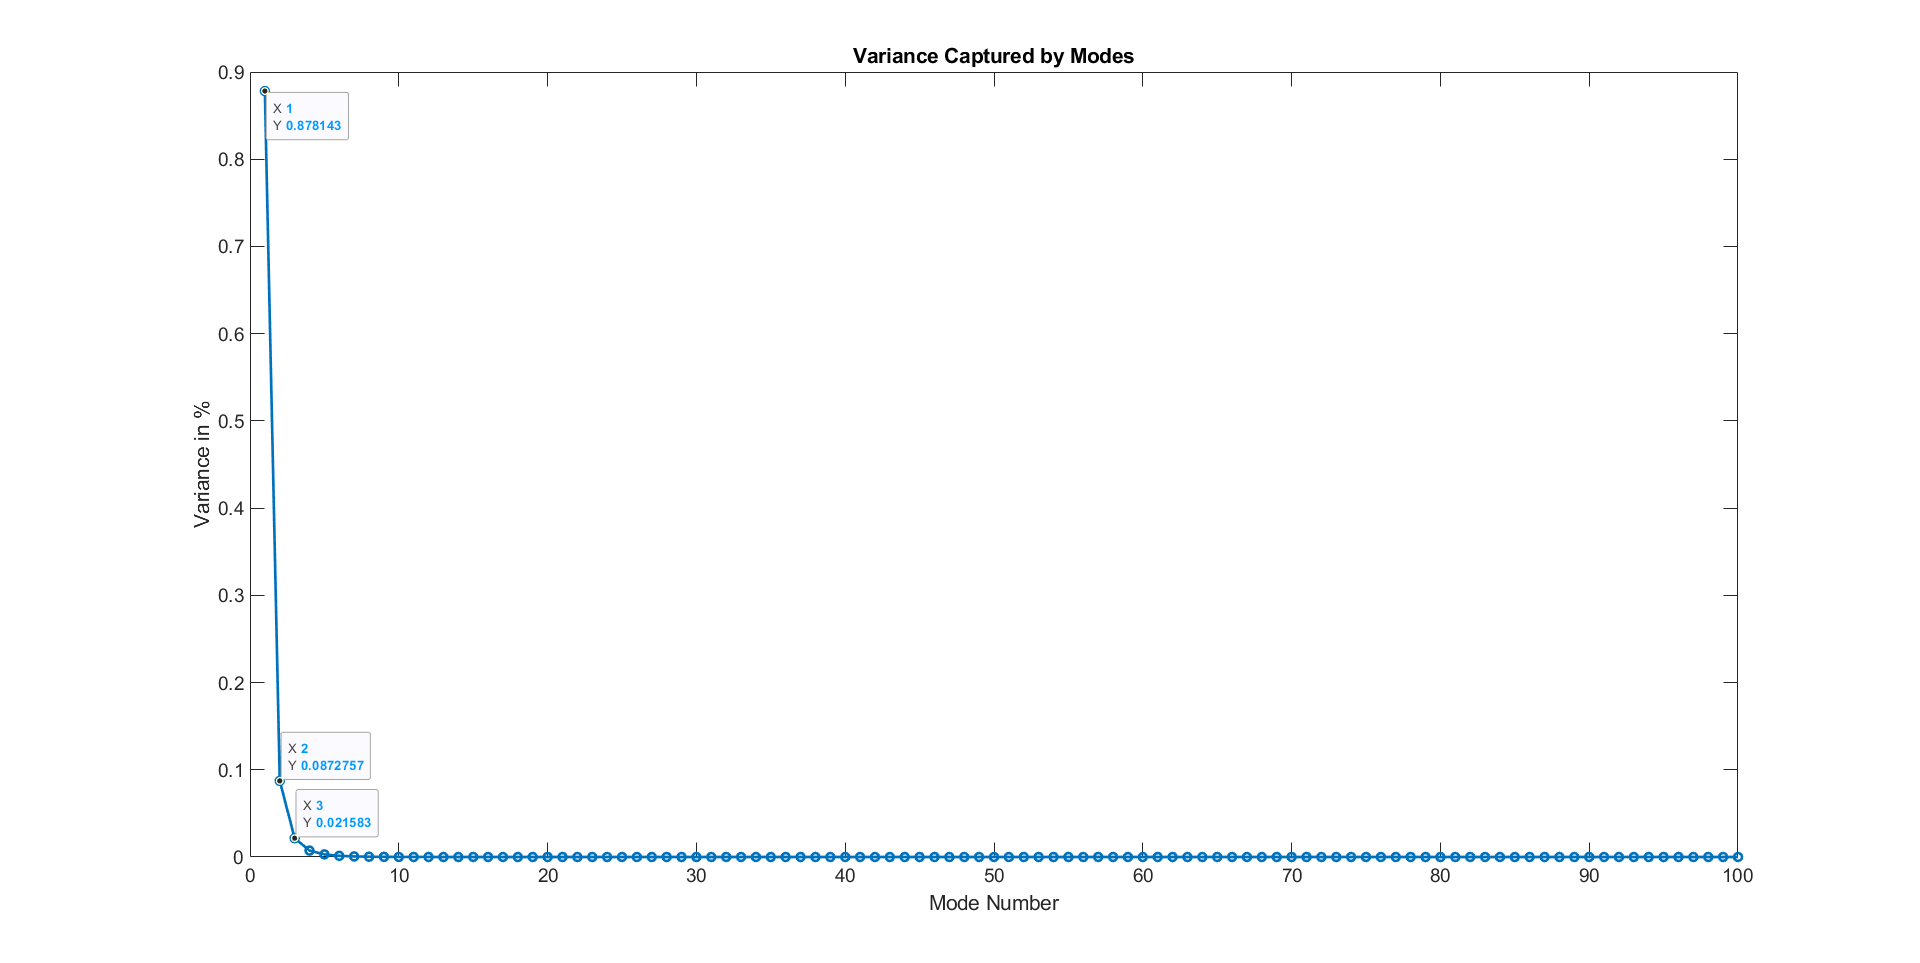 Variance Captured by Modes
0.9
X 1
Y 0.878143
0.8
0.7
0.6
0.5
Variance in %
0.4
0.3
0.2
X 2
Y 0.0872757
0.1
X 3
Y 0.021583
0
0 10 20 30 40 50 60 70 80 90 100
Mode Number